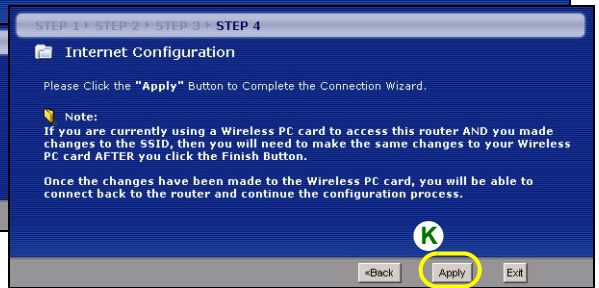 STEP 1 ▸ STEP 2 ▸ STEP 3 ▸ STEP 4
Internet Configuration
Please Click the "Apply" Button to Complete the Connection Wizard.
Note:
If you are currently using a Wireless PC card to access this router AND you made
changes to the SSID, then you will need to make the same changes to your Wireless
PC card AFTER you click the Finish Button.
Once the changes have been made to the Wireless PC card, you will be able to
connect back to the router and continue the configuration process.
K
<Back Apply Exit